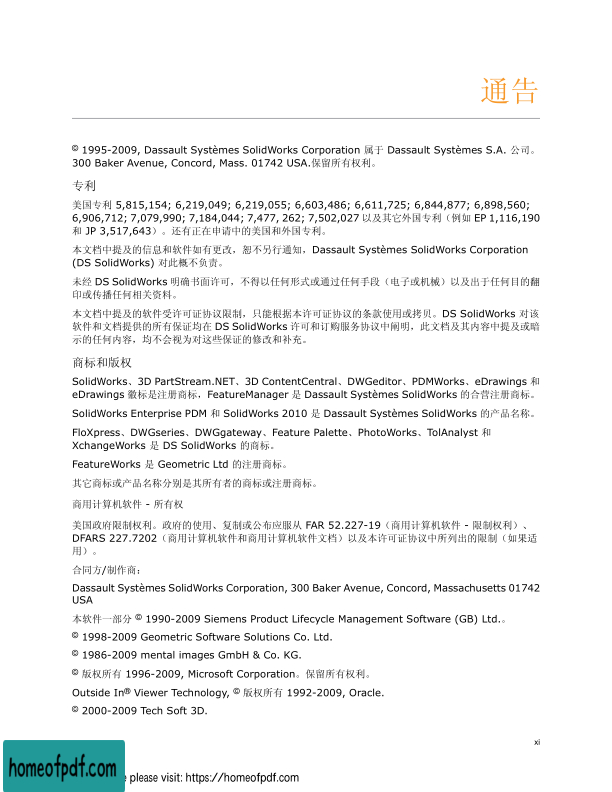 通告
© 1995-2009, Dassault Systèmes SolidWorks Corporation 属于 Dassault Systèmes S.A. 公司。
300 Baker Avenue, Concord, Mass. 01742 USA.保留所有权利。
专利
美国专利 5,815,154; 6,219,049; 6,219,055; 6,603,486; 6,611,725; 6,844,877; 6,898,560;
6,906,712; 7,079,990; 7,184,044; 7,477, 262; 7,502,027 以及其它外国专利（例如 EP 1,116,190
和 JP 3,517,643）。还有正在申请中的美国和外国专利。
本文档中提及的信息和软件如有更改，恕不另行通知，Dassault Systèmes SolidWorks Corporation
(DS SolidWorks) 对此概不负责。
未经 DS SolidWorks 明确书面许可，不得以任何形式或通过任何手段（电子或机械）以及出于任何目的翻
印或传播任何相关资料。
本文档中提及的软件受许可证协议限制，只能根据本许可证协议的条款使用或拷贝。DS SolidWorks 对该
软件和文档提供的所有保证均在 DS SolidWorks 许可和订购服务协议中阐明，此文档及其内容中提及或暗
示的任何内容，均不会视为对这些保证的修改和补充。
商标和版权
SolidWorks、3D PartStream.NET、3D ContentCentral、DWGeditor、PDMWorks、eDrawings 和
eDrawings 徽标是注册商标，FeatureManager 是 Dassault Systèmes SolidWorks 的合营注册商标。
SolidWorks Enterprise PDM 和 SolidWorks 2010 是 Dassault Systèmes SolidWorks 的产品名称。
FloXpress、DWGseries、DWGgateway、Feature Palette、PhotoWorks、TolAnalyst 和
XchangeWorks 是 DS SolidWorks 的商标。
FeatureWorks 是 Geometric Ltd 的注册商标。
其它商标或产品名称分别是其所有者的商标或注册商标。
商用计算机软件 - 所有权
美国政府限制权利。政府的使用、复制或公布应服从 FAR 52.227-19（商用计算机软件 - 限制权利）、
DFARS 227.7202（商用计算机软件和商用计算机软件文档）以及本许可证协议中所列出的限制（如果适
用）。
合同方/制作商：
Dassault Systèmes SolidWorks Corporation, 300 Baker Avenue, Concord, Massachusetts 01742
USA
本软件一部分 © 1990-2009 Siemens Product Lifecycle Management Software (GB) Ltd.。
© 1998-2009 Geometric Software Solutions Co. Ltd.
© 1986-2009 mental images GmbH & Co. KG.
© 版权所有 1996-2009, Microsoft Corporation。保留所有权利。
Outside In® Viewer Technology, © 版权所有 1992-2009, Oracle.
© 2000-2009 Tech Soft 3D.
xi
homeofpdf.com
please visit: https://homeofpdf.com